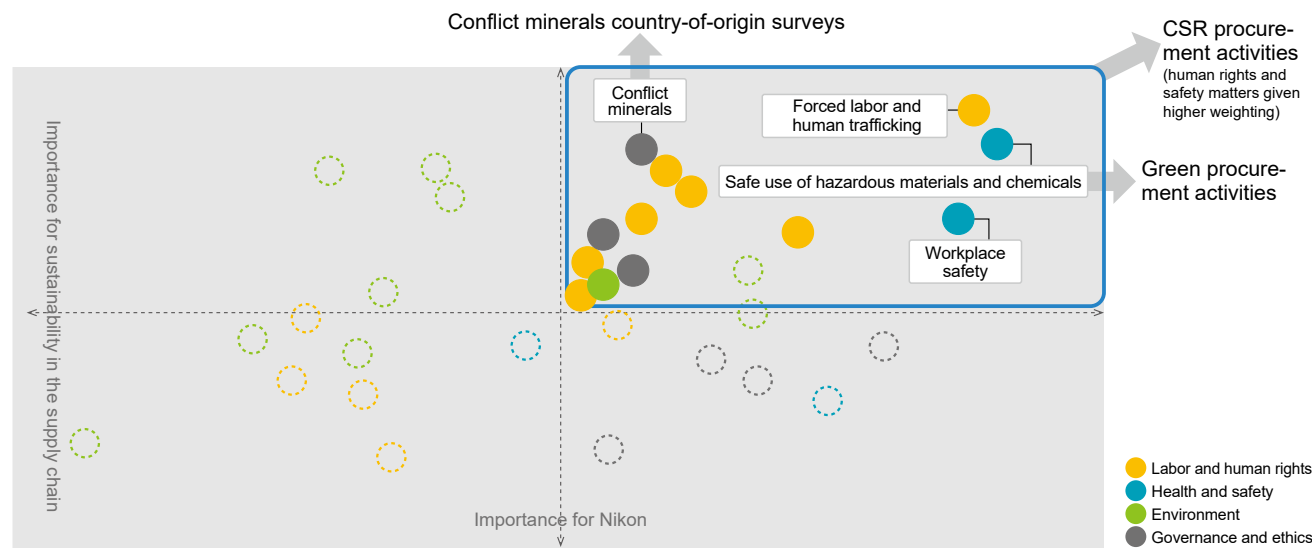 Conflict minerals country-of-origin surveys
CSR procure-
ment activities
(human rights and
safety matters given
higher weighting)
Conflict
minerals
Forced labor and
human trafficking
Safe use of hazardous materials and chemicals
Green procure-
ment activities
Workplace
safety
Importance for sustainability in the supply chain
Importance for Nikon
Labor and human rights
Health and safety
Environment
Governance and ethics